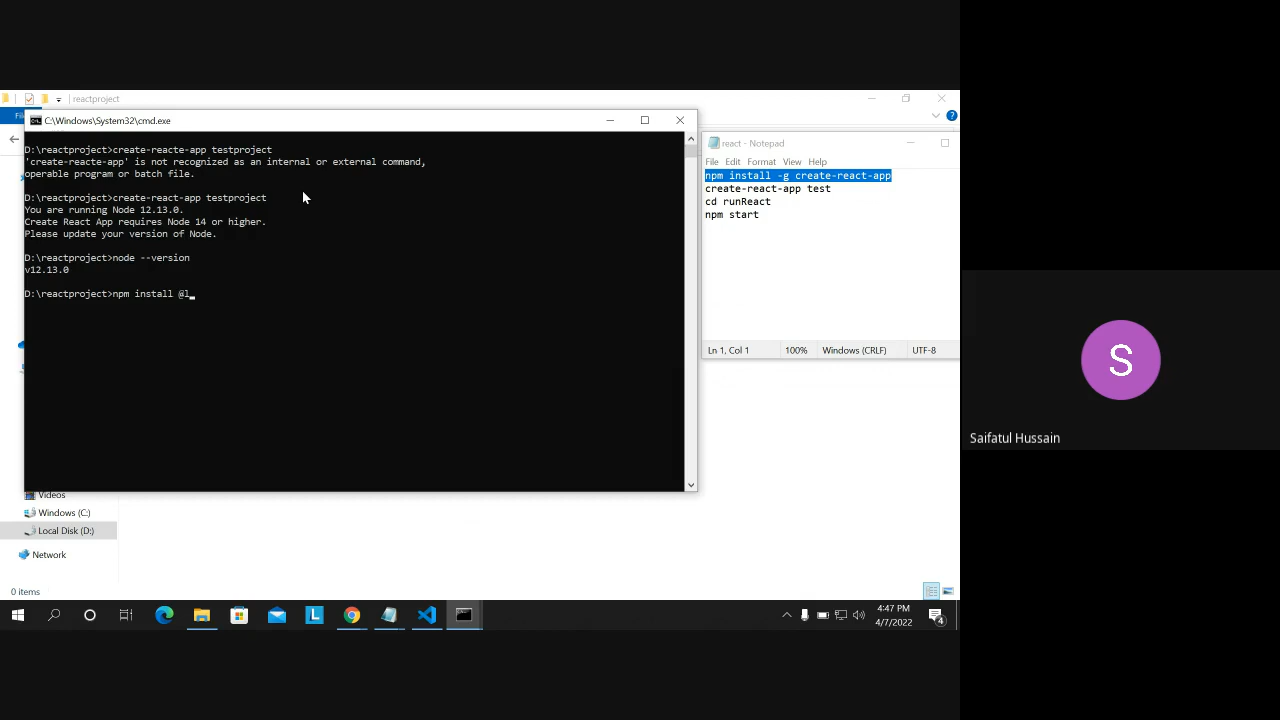 reactproject
File
C:\Windows\System32\cmd.exe
D:\reactproject>create-reacte-app testproject
'create-reacte-app' is not recognized as an internal or external command,
operable program or batch file.
D:\reactproject>create-react-app testproject
You are running Node 12.13.0.
Create React App requires Node 14 or higher.
Please update your version of Node.
D:\reactproject>node --version
v12.13.0
D:\reactproject>npm install @l_
react - Notepad
File Edit Format View Help
npm install -g create-react-app
create-react-app test
cd runReact
npm start
Ln 1, Col 1 100% Windows (CRLF) UTF-8
S
Saifatul Hussain
Videos
Windows (C:)
Local Disk (D:)
Network
0 items
L
4:47 PM
4/7/2022
4